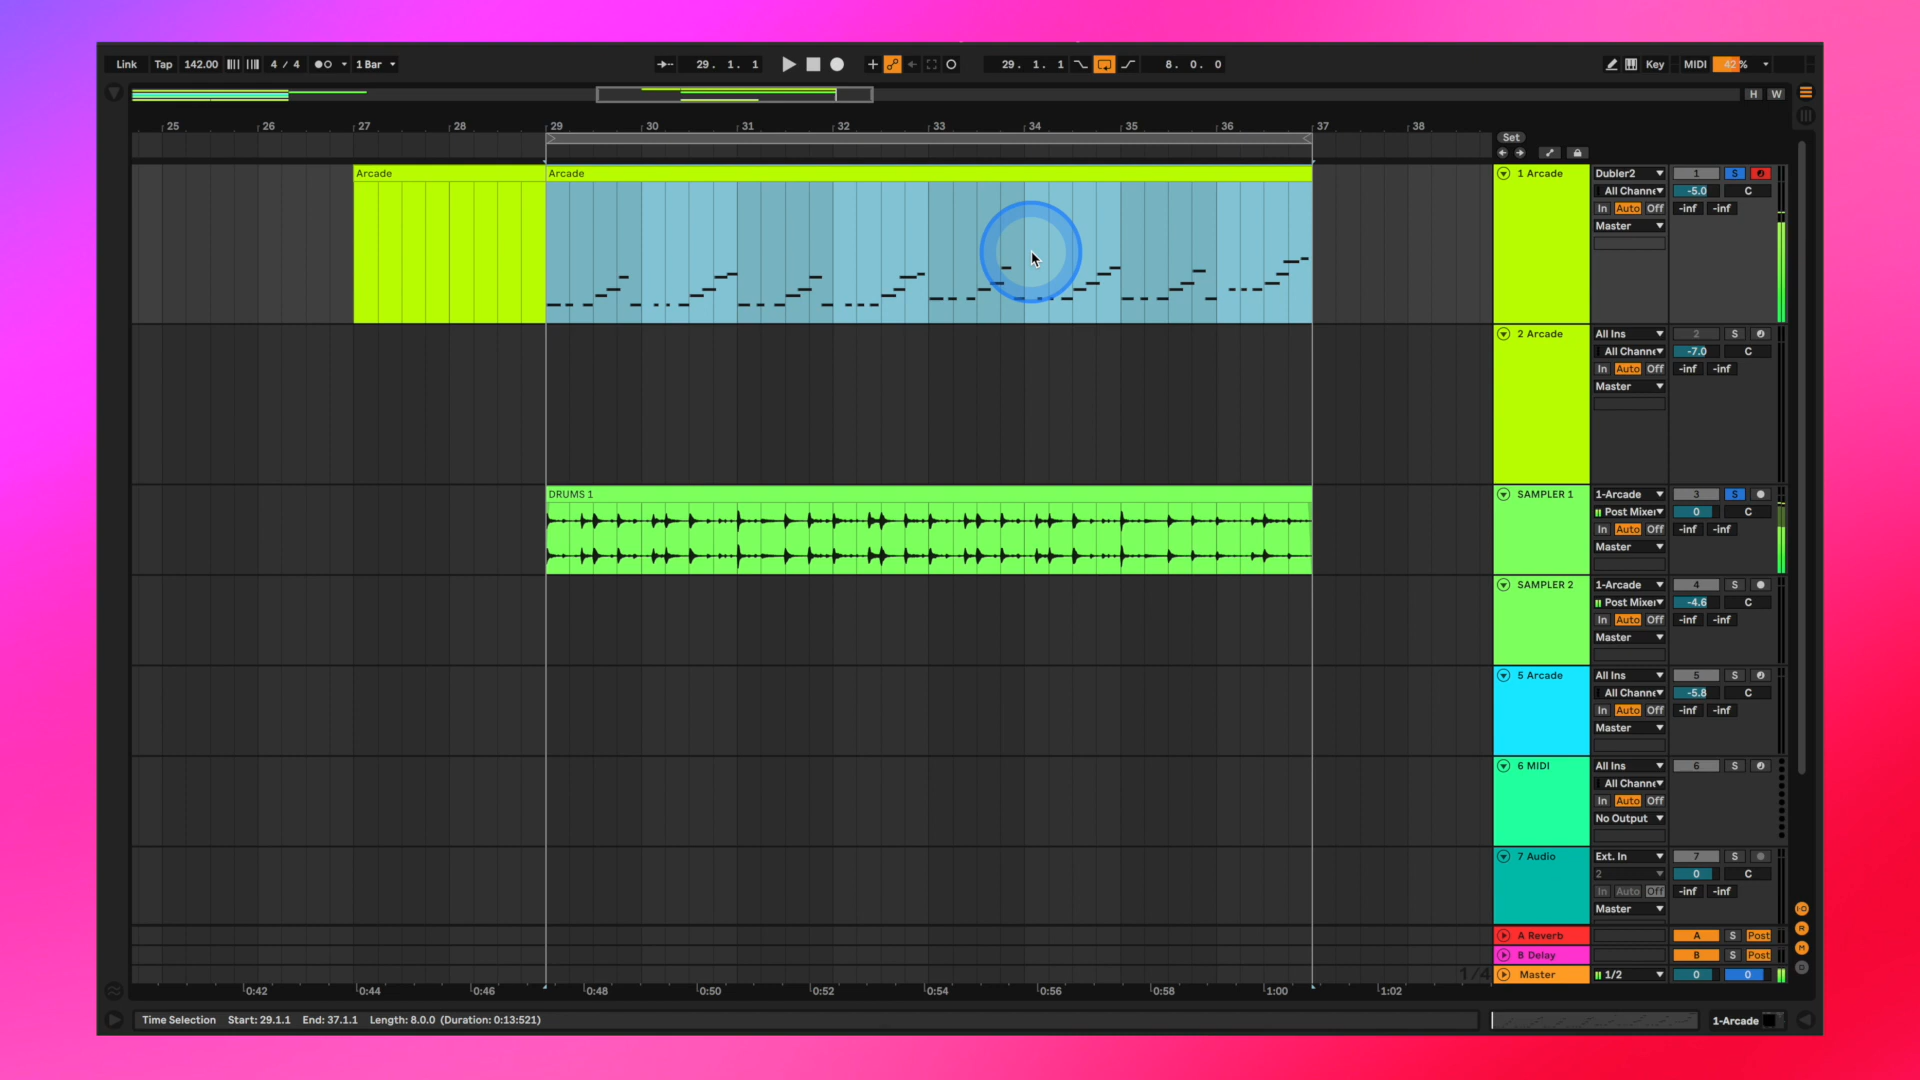 Link Tap 142.00 4 / 4 1 Bar 29. 1. 1 29. 1. 1 8. 0. 0 Key MIDI 42 %
H W
25 26 27 28 29 30 31 32 33 34 35 36 37 38
Set
Arcade Arcade 1 Arcade Dubler2 1 S
All Channe -5.0 C
In Auto Off -inf -inf
Master
2 Arcade All Ins 2 S
All Channe -7.0 C
In Auto Off -inf -inf
Master
DRUMS 1 SAMPLER 1 1-Arcade 3 S
Post Mixer 0 C
In Auto Off -inf -inf
Master
SAMPLER 2 1-Arcade 4 S
Post Mixer -4.6 C
In Auto Off -inf -inf
Master
5 Arcade All Ins 5 S
All Channe -5.8 C
In Auto Off -inf -inf
Master
6 MIDI All Ins 6 S
All Channe
In Auto Off
No Output
7 Audio Ext. In 7 S
2 0 C
In Auto Off -inf -inf
Master
A Reverb A S Post
B Delay B S Post
1/4 Master 1/2 0 0
0:42 0:44 0:46 0:48 0:50 0:52 0:54 0:56 0:58 1:00 1:02
Time Selection Start: 29.1.1 End: 37.1.1 Length: 8.0.0 (Duration: 0:13:521) 1-Arcade